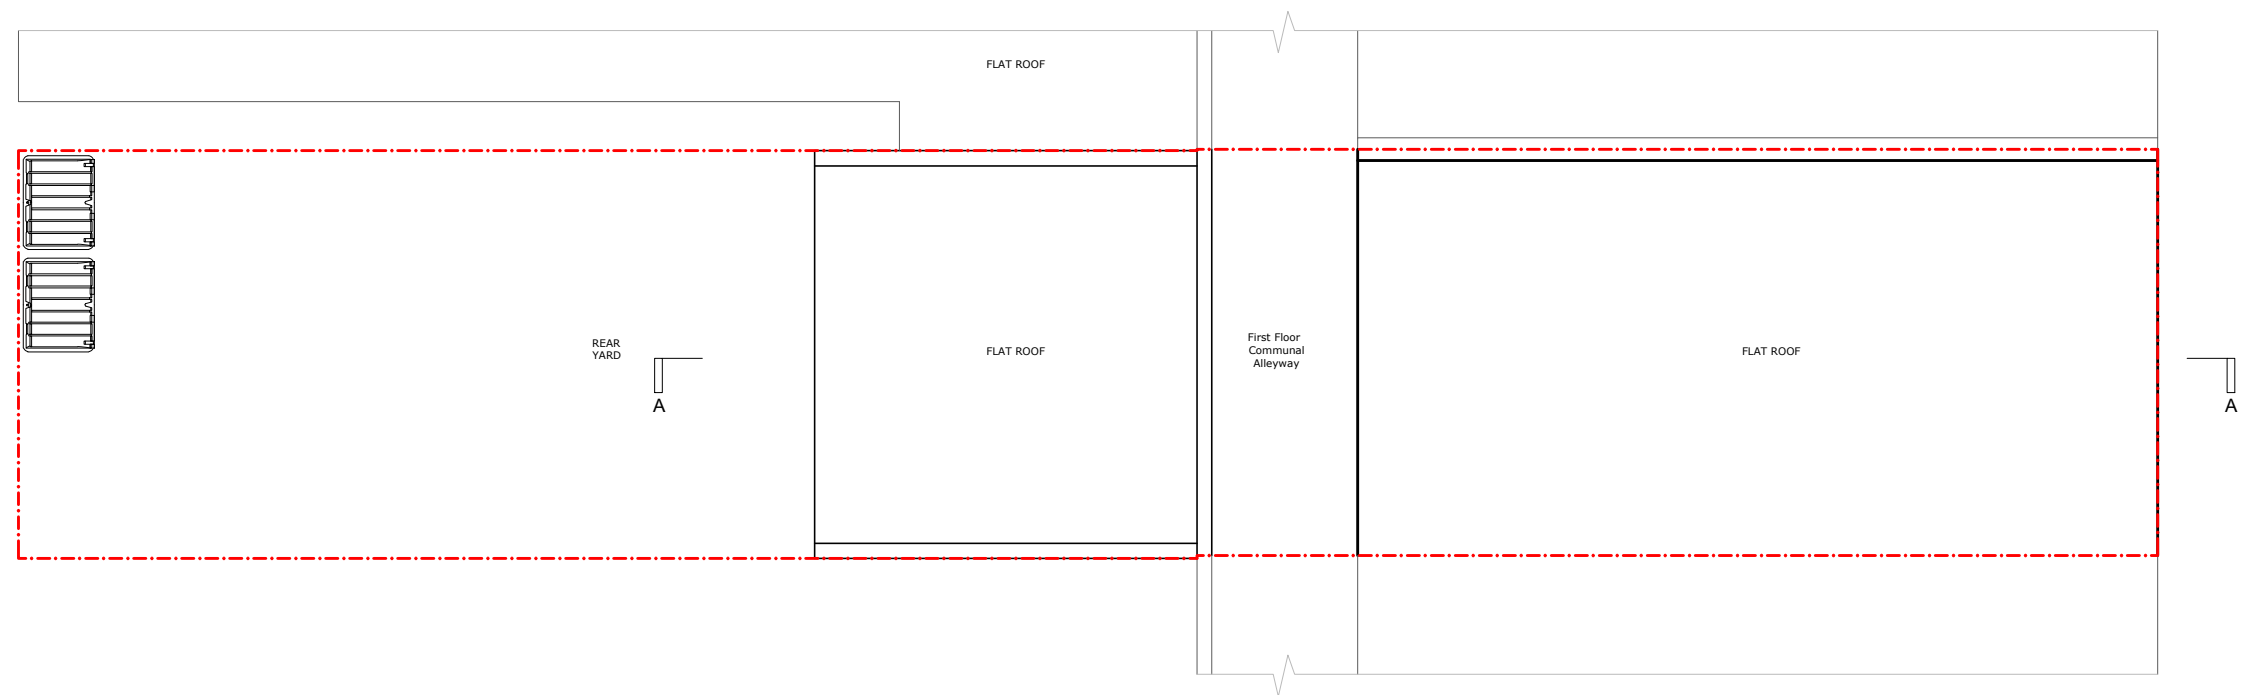 FLAT ROOF
REAR
YARD
A
FLAT ROOF
First Floor
Communal
Alleyway
FLAT ROOF
A